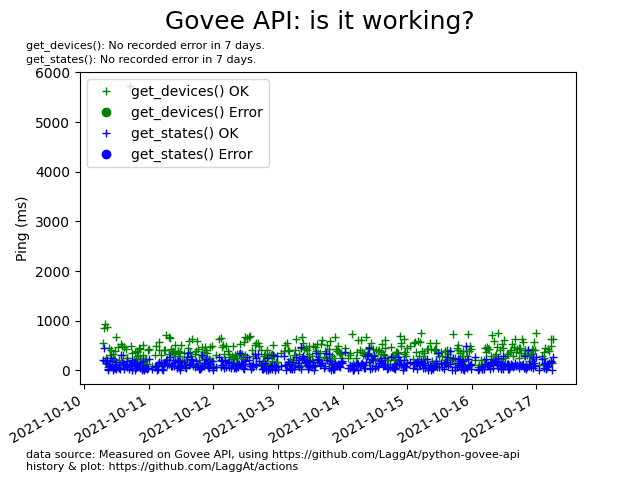 Govee API: is it working?
get_devices(): No recorded error in 7 days.
get_states(): No recorded error in 7 days.
6000
5000
4000
3000
2000
1000
0
Ping (ms)
get_devices() OK
get_devices() Error
get_states() OK
get_states() Error
2021-10-10
2021-10-11
2021-10-12
2021-10-13
2021-10-14
2021-10-15
2021-10-16
2021-10-17
data source: Measured on Govee API, using https://github.com/LaggAt/python-govee-api
history & plot: https://github.com/LaggAt/actions